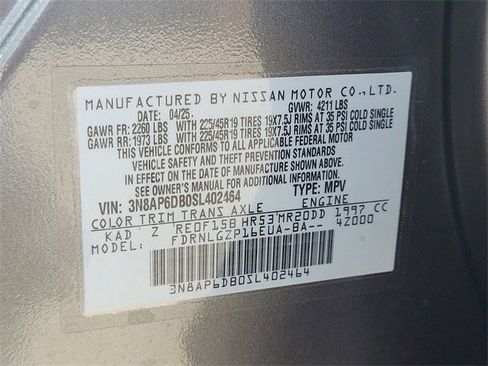 MANUFACTURED BY NISSAN MOTOR CO.,LTD.
DATE: 04/25 GVWR: 4211 LBS
GAWR FR: 2260 LBS WITH 225/45R19 TIRES 19X7.5J RIMS AT 35 PSI COLD SINGLE
GAWR RR: 1973 LBS WITH 225/45R19 TIRES 19X7.5J RIMS AT 35 PSI COLD SINGLE
THIS VEHICLE CONFORMS TO ALL APPLICABLE FEDERAL MOTOR
VEHICLE SAFETY AND THEFT PREVENTION STANDARDS
IN EFFECT ON THE DATE OF MANUFACTURE SHOWN ABOVE.
SEE OWNER'S MANUAL FOR ADDITIONAL INFORMATION
VIN: 3N8AP6DB0SL402464 TYPE: MPV
COLOR TRIM TRANS AXLE ENGINE
KAD Z RE0F15B HR53 MR20DD 1997 CC
MODEL: FDRNLGZP16EUA-BA-- 4Z000
3N8AP6DB0SL402464